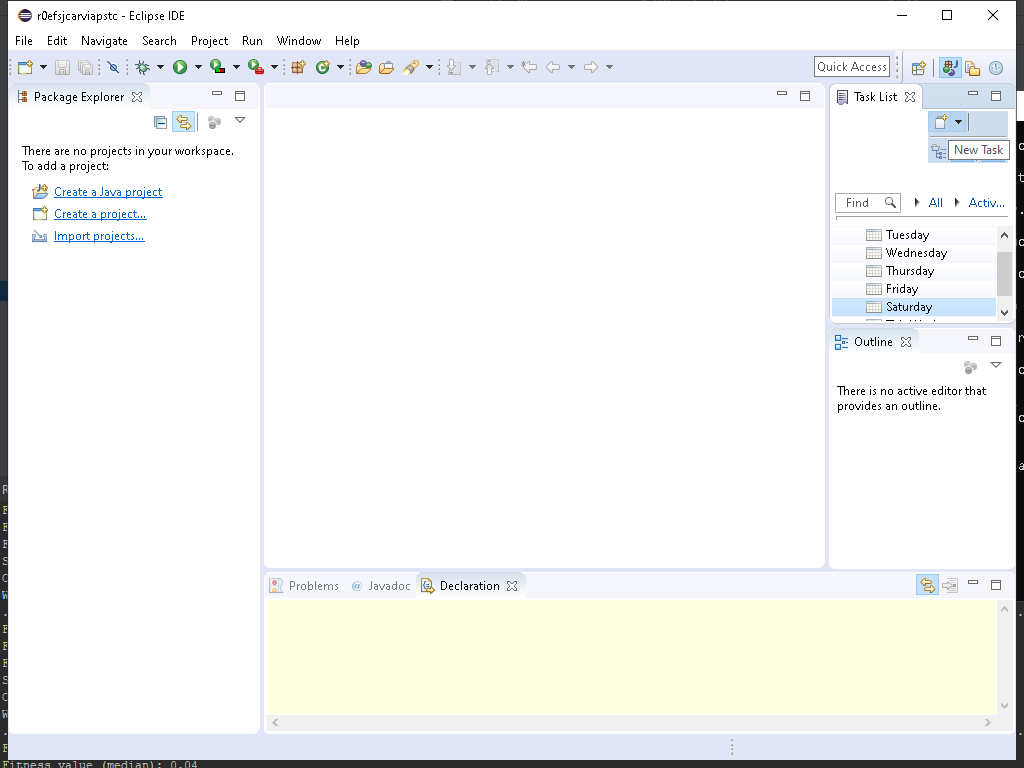 r0efsjcarviapstc - Eclipse IDE
File Edit Navigate Search Project Run Window Help
Quick Access
Package Explorer
There are no projects in your workspace.
To add a project:
Create a Java project
Create a project...
Import projects...
Task List
New Task
Find All Activ...
Tuesday
Wednesday
Thursday
Friday
Saturday
Outline
There is no active editor that
provides an outline.
Problems @ Javadoc Declaration
Fitness value (median): 0.04